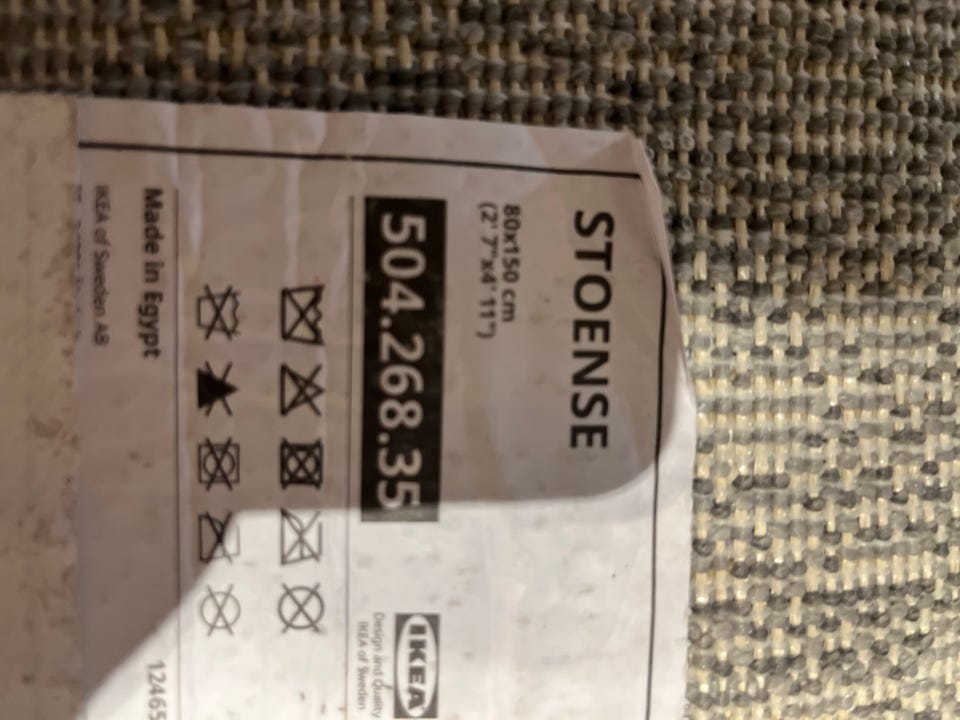 STOENSE
80x150 cm
(2' 7"x4' 11")
504.268.35
IKEA
Design and Quality
IKEA of Sweden
Made in Egypt
12465
IKEA of Sweden AB